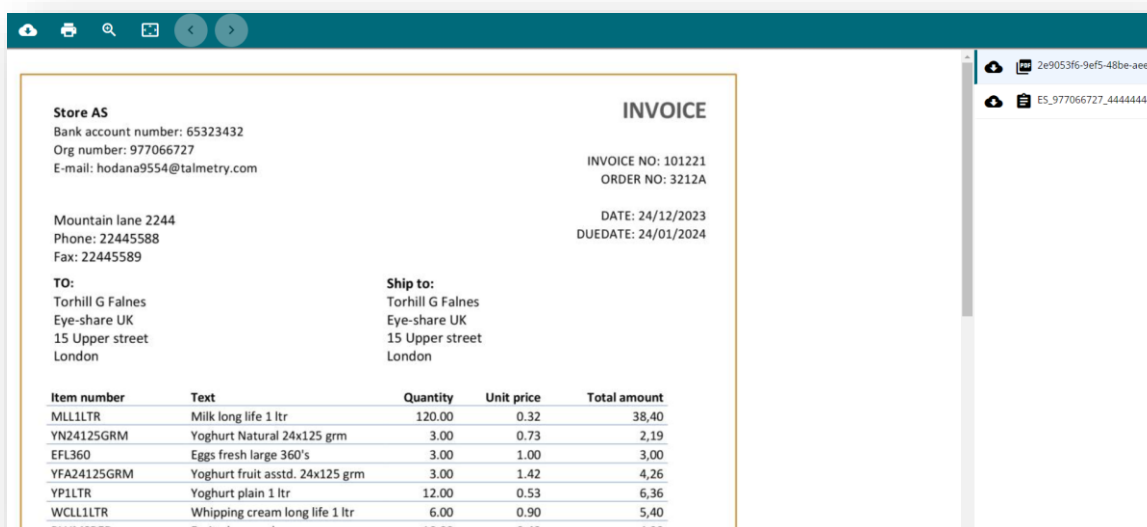 Store AS
Bank account number: 65323432
Org number: 977066727
E-mail: hodana9554@talmetry.com
INVOICE
INVOICE NO: 101221
ORDER NO: 3212A
Mountain lane 2244
Phone: 22445588
Fax: 22445589
DATE: 24/12/2023
DUEDATE: 24/01/2024
TO:
Torhill G Falnes
Eye-share UK
15 Upper street
London
Ship to:
Torhill G Falnes
Eye-share UK
15 Upper street
London
Item number Text Quantity Unit price Total amount
MLL1LTR Milk long life 1 ltr 120.00 0.32 38,40
YN24125GRM Yoghurt Natural 24x125 grm 3.00 0.73 2,19
EFL360 Eggs fresh large 360's 3.00 1.00 3,00
YFA24125GRM Yoghurt fruit asstd. 24x125 grm 3.00 1.42 4,26
YP1LTR Yoghurt plain 1 ltr 12.00 0.53 6,36
WCLL1LTR Whipping cream long life 1 ltr 6.00 0.90 5,40
PDF 2e9053f6-9ef5-48be-aee
ES_977066727_4444444